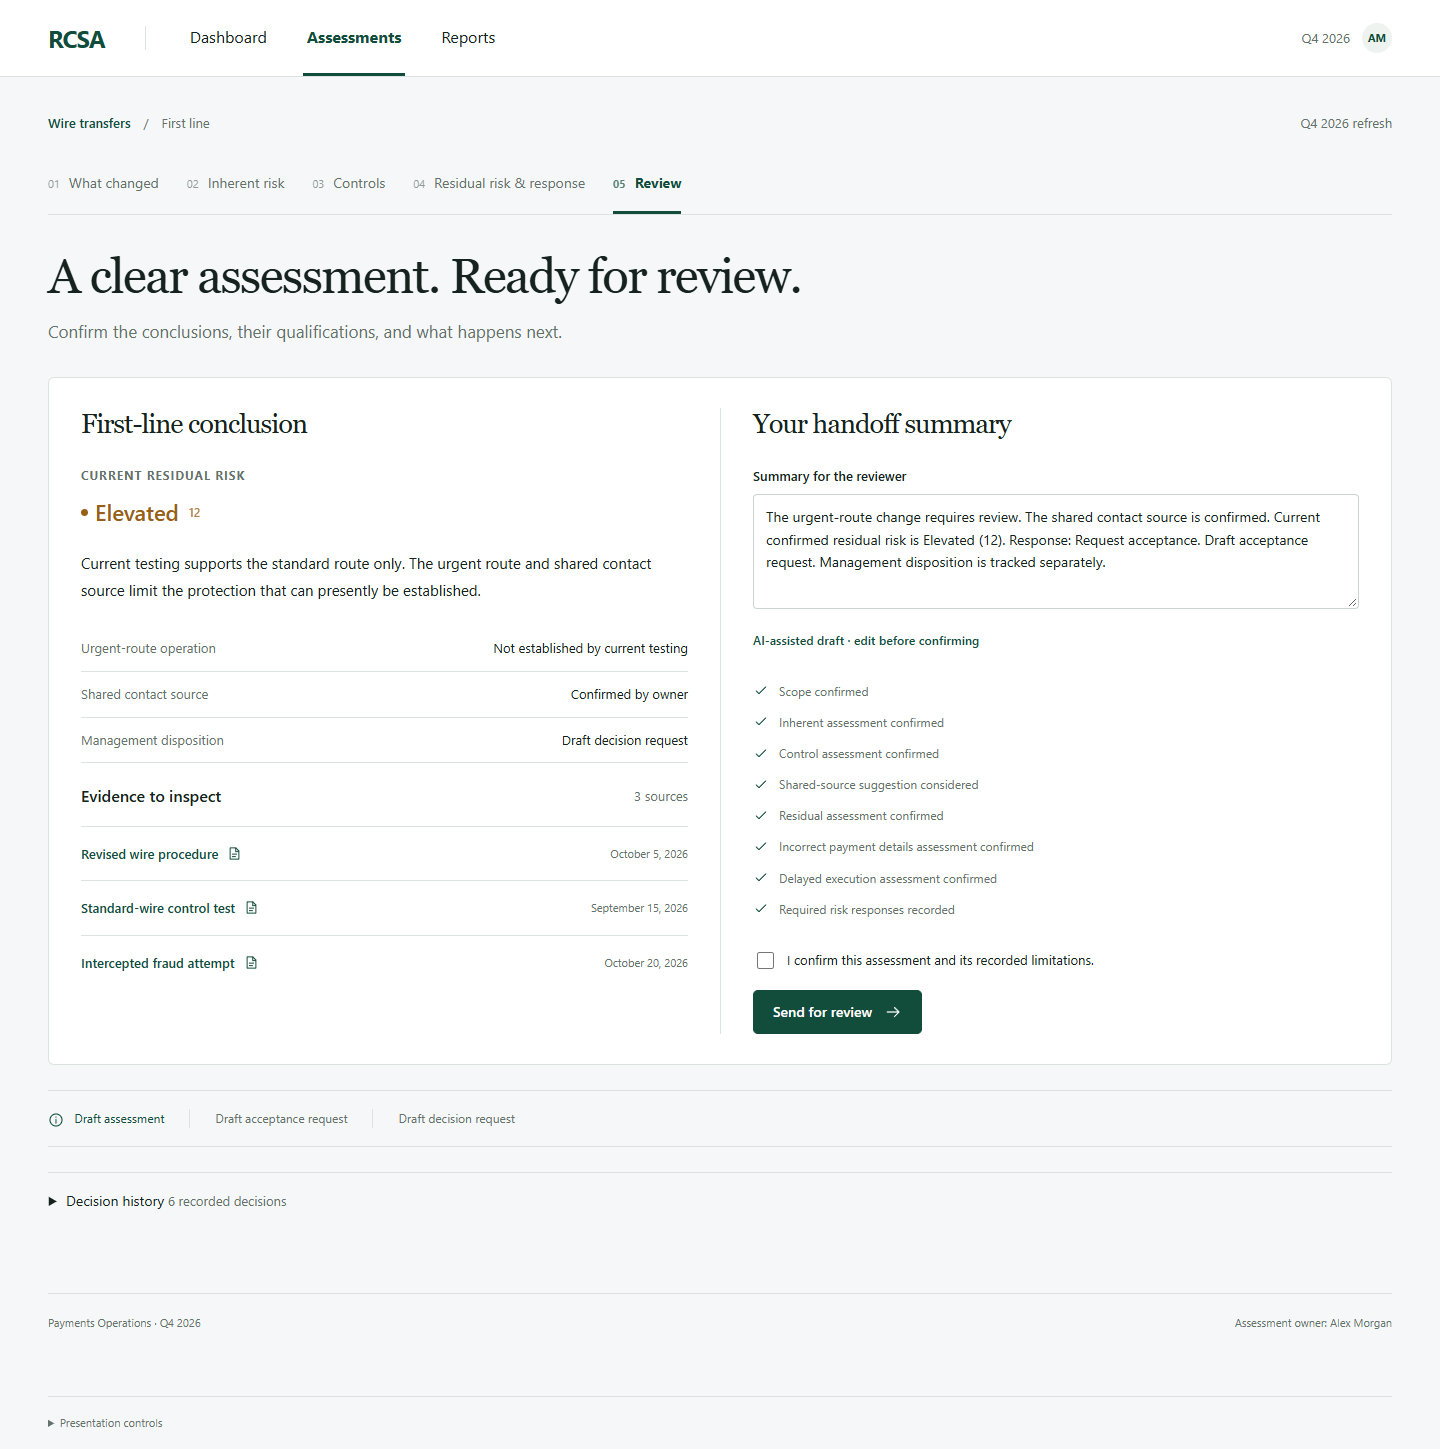 RCSA
Dashboard
Assessments
Reports
Q4 2026
AM
Wire transfers / First line
Q4 2026 refresh
01 What changed
02 Inherent risk
03 Controls
04 Residual risk & response
05 Review
A clear assessment. Ready for review.
Confirm the conclusions, their qualifications, and what happens next.
First-line conclusion
CURRENT RESIDUAL RISK
• Elevated 12
Current testing supports the standard route only. The urgent route and shared contact
source limit the protection that can presently be established.
Urgent-route operation Not established by current testing
Shared contact source Confirmed by owner
Management disposition Draft decision request
Evidence to inspect 3 sources
Revised wire procedure October 5, 2026
Standard-wire control test September 15, 2026
Intercepted fraud attempt October 20, 2026
Your handoff summary
Summary for the reviewer
The urgent-route change requires review. The shared contact source is confirmed. Current
confirmed residual risk is Elevated (12). Response: Request acceptance. Draft acceptance
request. Management disposition is tracked separately.
AI-assisted draft · edit before confirming
Scope confirmed
Inherent assessment confirmed
Control assessment confirmed
Shared-source suggestion considered
Residual assessment confirmed
Incorrect payment details assessment confirmed
Delayed execution assessment confirmed
Required risk responses recorded
I confirm this assessment and its recorded limitations.
Send for review →
Draft assessment
Draft acceptance request
Draft decision request
Decision history 6 recorded decisions
Payments Operations · Q4 2026
Assessment owner: Alex Morgan
Presentation controls